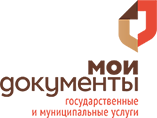 мои
документы
государственные
и муниципальные услуги